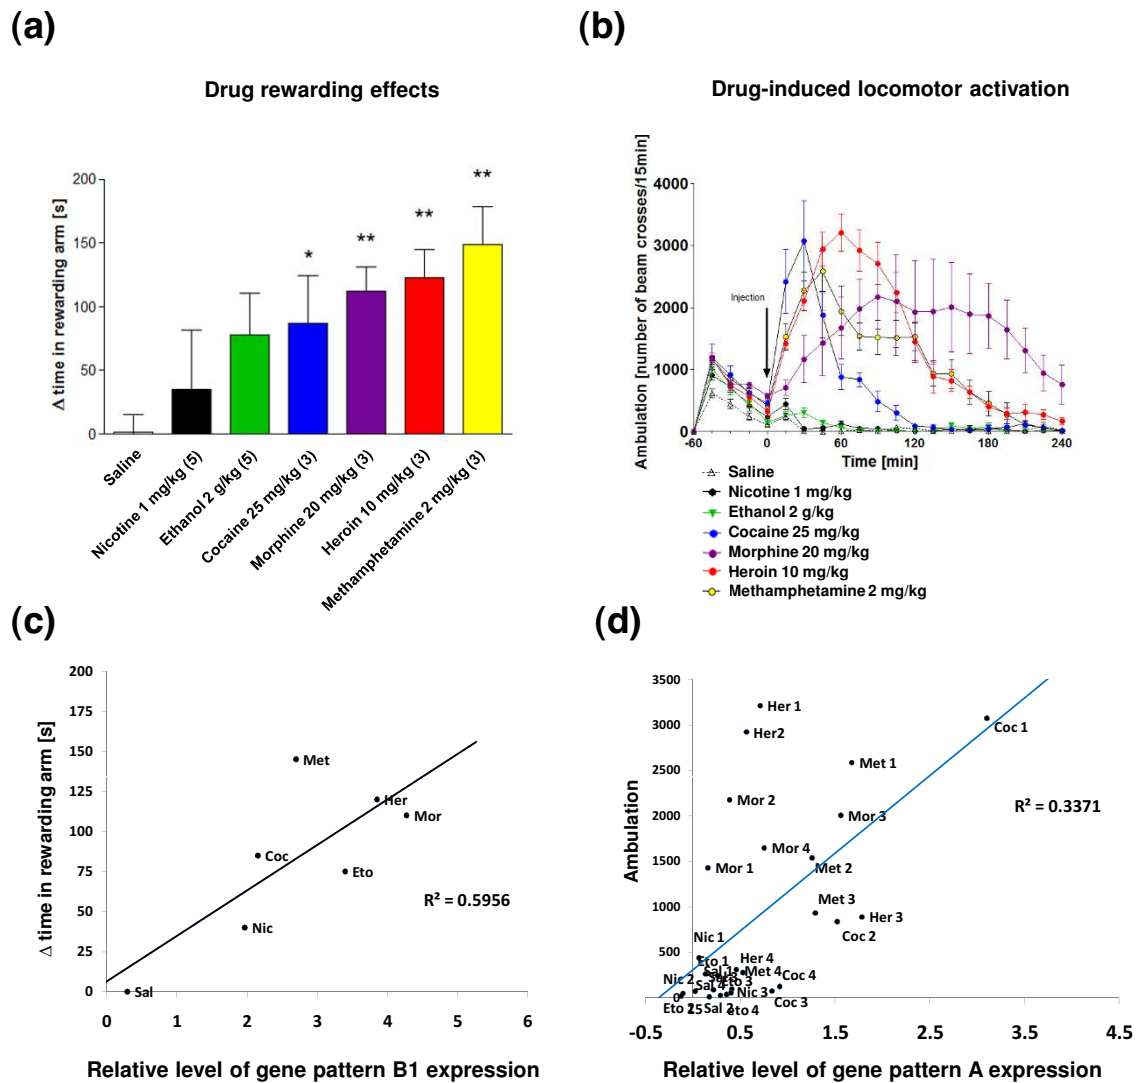 (a)
Drug rewarding effects
Δ time in rewarding arm [s]
200
150
100
50
0
*
**
**
**
Saline
Nicotine 1 mg/kg (5)
Ethanol 2 g/kg (5)
Cocaine 25 mg/kg (3)
Morphine 20 mg/kg (3)
Heroin 10 mg/kg (3)
Methamphetamine 2 mg/kg (3)
(b)
Drug-induced locomotor activation
Ambulation [number of beam crosses/15min]
4000
3000
2000
1000
0
Injection
-60
0
60
120
180
240
Time [min]
Saline
Nicotine 1 mg/kg
Ethanol 2 g/kg
Cocaine 25 mg/kg
Morphine 20 mg/kg
Heroin 10 mg/kg
Methamphetamine 2 mg/kg
(c)
Δ time in rewarding arm [s]
200
175
150
125
100
75
50
25
0
Met
Her
Mor
Coc
Eto
Nic
Sal
R² = 0.5956
0
1
2
3
4
5
6
Relative level of gene pattern B1 expression
(d)
Ambulation
3500
3000
2500
2000
1500
1000
500
0
Her 1
Her2
Coc 1
Met 1
Mor 2
Mor 3
R² = 0.3371
Mor 4
Mor 1
Met 2
Met 3
Her 3
Coc 2
Nic 1
Eto 1
Her 4
Sal 1
Met 4
Coc 4
Nic 2
Sal 4
Eto 3
Nic 3
Coc 3
Eto 2
Sal 2
eto 4
-0.5
0.5
1.5
2.5
3.5
4.5
Relative level of gene pattern A expression